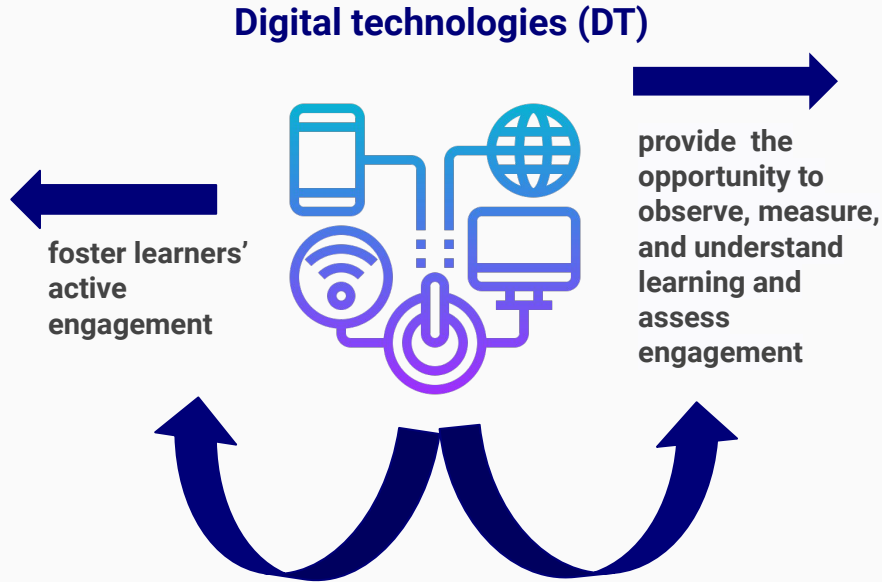 Digital technologies (DT)
foster learners’
active
engagement
provide the
opportunity to
observe, measure,
and understand
learning and
assess
engagement